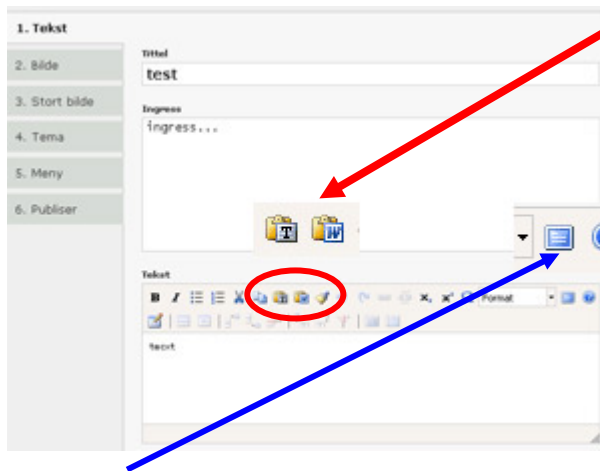 1. Tekst
2. Bilde
3. Stort bilde
4. Tema
5. Meny
6. Publiser
Tittel
test
Ingress
ingress...
T W
Tekst
B I Format
text